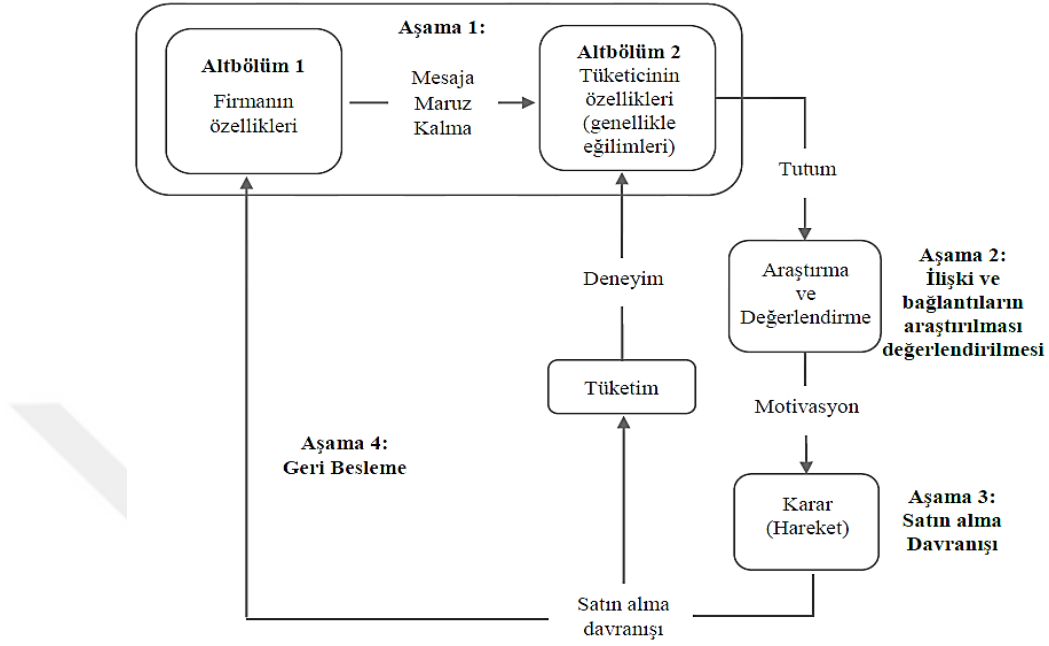 Aşama 1:
Altbölüm 1
Firmanın
özellikleri
Mesaja
Maruz
Kalma
Altbölüm 2
Tüketicinin
özellikleri
(genellikle
eğilimleri)
Tutum
Araştırma
ve
Değerlendirme
Aşama 2:
İlişki ve
bağlantıların
araştırılması
değerlendirilmesi
Deneyim
Tüketim
Motivasyon
Aşama 4:
Geri Besleme
Karar
(Hareket)
Aşama 3:
Satın alma
Davranışı
Satın alma
davranışı